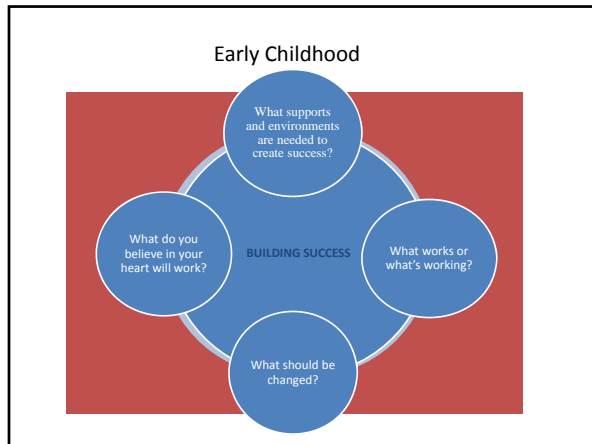 Early Childhood
What supports
and environments
are needed to
create success?
What do you
believe in your
heart will work?
BUILDING SUCCESS
What works or
what's working?
What should be
changed?